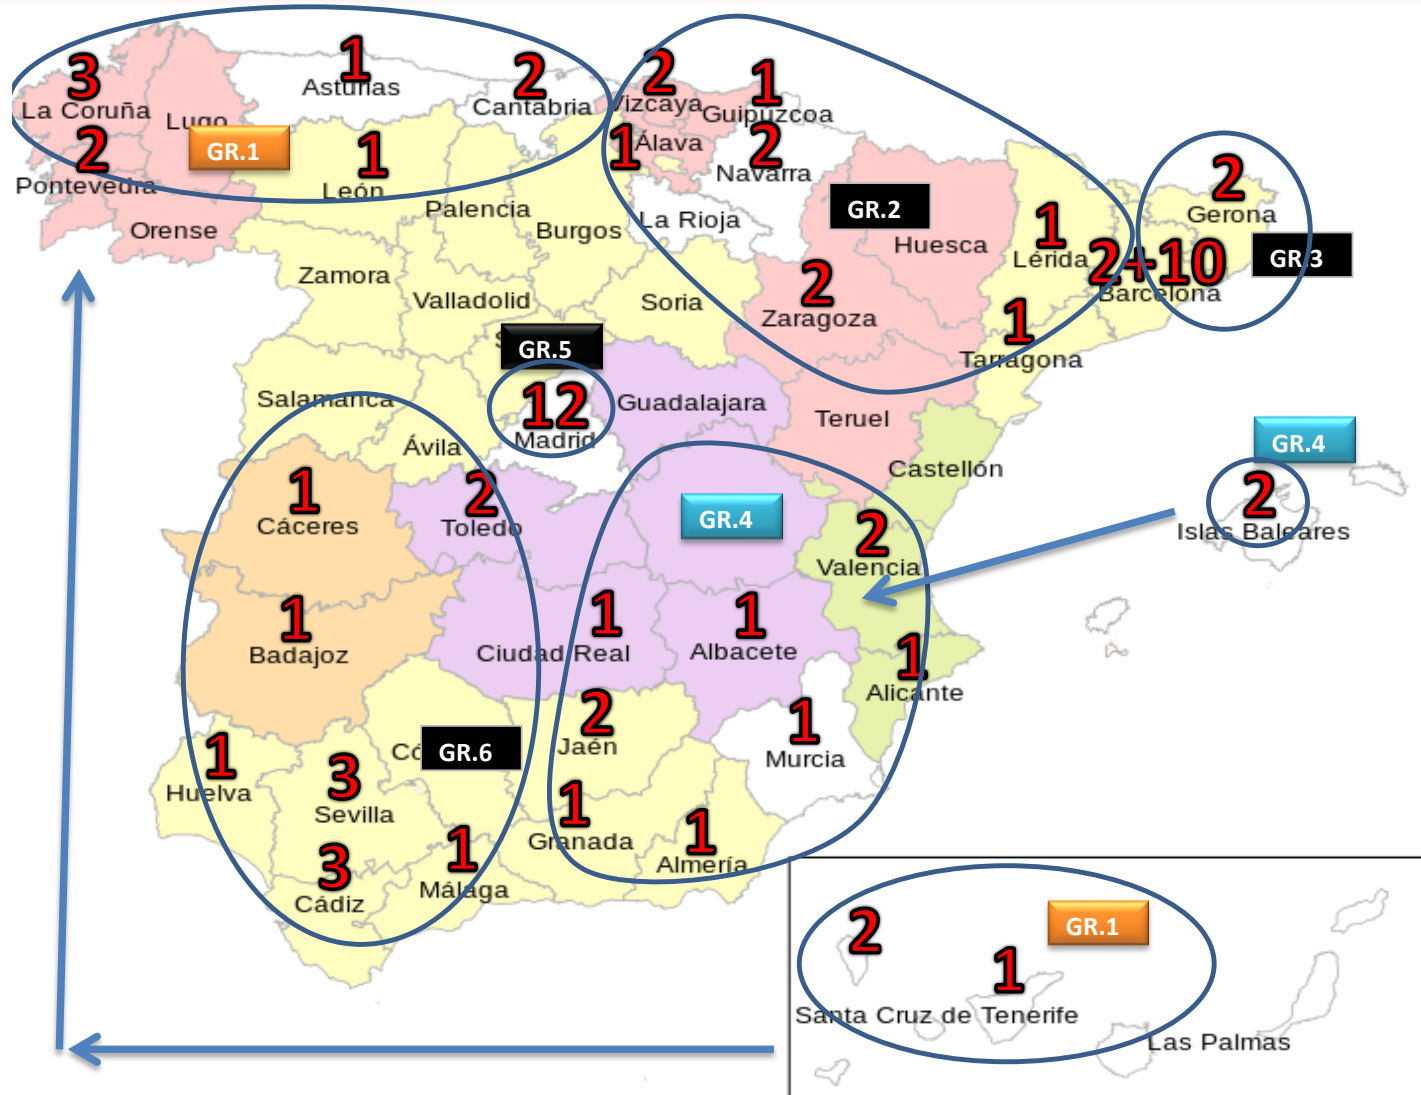 3
1
2
2
1
La Coruña
Asturias
Cantabria
Vizcaya
Guipúzcoa
Lugo
GR.1
2
1
1
Álava
2
Pontevedra
León
Navarra
2
Palencia
GR.2
Gerona
Orense
Burgos
La Rioja
1
Huesca
Lérida
2+10
GR.3
Zamora
Valladolid
Soria
2
Barcelona
Zaragoza
1
GR.5
Tarragona
Salamanca
12
Guadalajara
Teruel
Madrid
Ávila
GR.4
Castellón
1
2
2
Cáceres
Toledo
GR.4
2
Islas Baleares
Valencia
1
1
1
Badajoz
Ciudad Real
Albacete
1
Alicante
2
1
1
GR.6
Jaén
Murcia
Huelva
3
Sevilla
1
Granada
3
1
1
Almería
Cádiz
Málaga
2
GR.1
1
Santa Cruz de Tenerife
Las Palmas